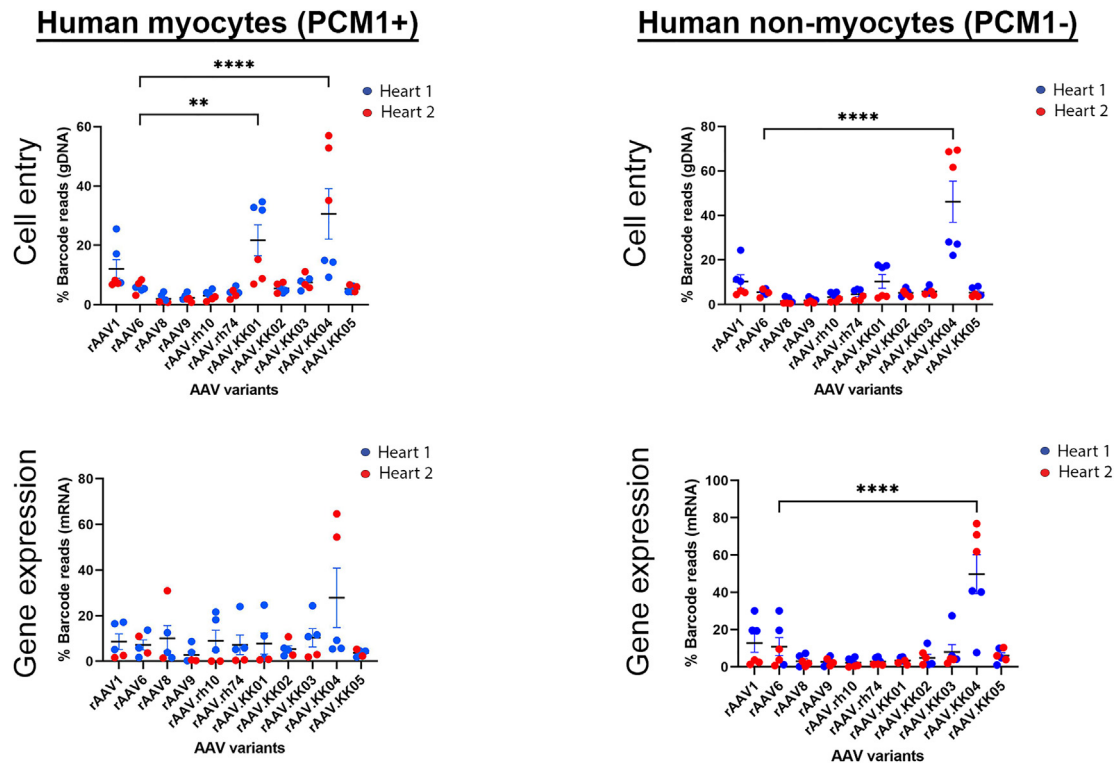 Human myocytes (PCM1+)
Human non-myocytes (PCM1-)
Cell entry
****
**
Heart 1
Heart 2
% Barcode reads (gDNA)
60
40
20
0
rAAV1
rAAV6
rAAV8
rAAV9
rAAV.rh10
rAAV.rh74
rAAV.KK01
rAAV.KK02
rAAV.KK03
rAAV.KK04
rAAV.KK05
AAV variants
Cell entry
****
Heart 1
Heart 2
% Barcode reads (gDNA)
80
60
40
20
0
rAAV1
rAAV6
rAAV8
rAAV9
rAAV.rh10
rAAV.rh74
rAAV.KK01
rAAV.KK02
rAAV.KK03
rAAV.KK04
rAAV.KK05
AAV variants
Gene expression
Heart 1
Heart 2
% Barcode reads (mRNA)
80
60
40
20
0
rAAV1
rAAV6
rAAV8
rAAV9
rAAV.rh10
rAAV.rh74
rAAV.KK01
rAAV.KK02
rAAV.KK03
rAAV.KK04
rAAV.KK05
AAV variants
Gene expression
****
Heart 1
Heart 2
% Barcode reads (mRNA)
100
80
60
40
20
0
rAAV1
rAAV6
rAAV8
rAAV9
rAAV.rh10
rAAV.rh74
rAAV.KK01
rAAV.KK02
rAAV.KK03
rAAV.KK04
rAAV.KK05
AAV variants